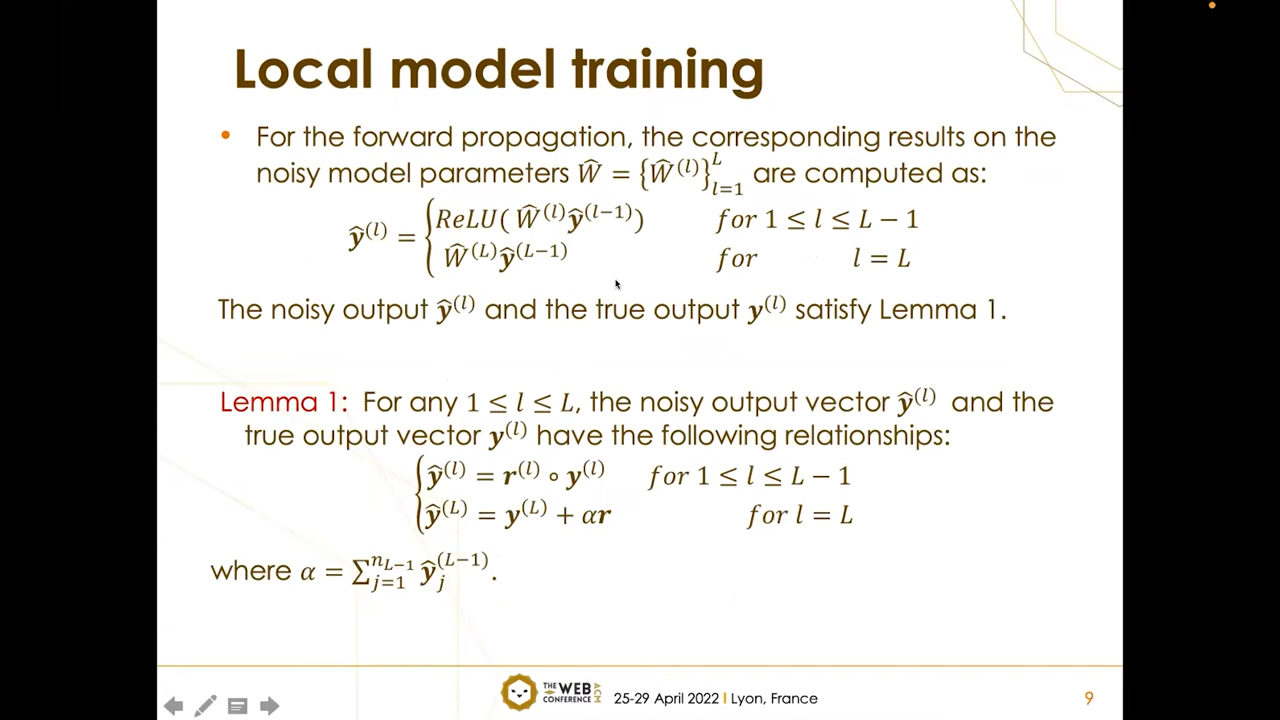 Local model training
• For the forward propagation, the corresponding results on the
noisy model parameters Ŵ = {Ŵ^(l)}_{l=1}^{L} are computed as:
ŷ^(l) = { ReLU( Ŵ^(l)ŷ^(l−1)) for 1 ≤ l ≤ L − 1
Ŵ^(L)ŷ^(L−1) for l = L
The noisy output ŷ^(l) and the true output y^(l) satisfy Lemma 1.
Lemma 1: For any 1 ≤ l ≤ L, the noisy output vector ŷ^(l) and the
true output vector y^(l) have the following relationships:
{ ŷ^(l) = r^(l) ∘ y^(l) for 1 ≤ l ≤ L − 1
ŷ^(L) = y^(L) + αr for l = L
where α = ∑_{j=1}^{n_{L−1}} ŷ_j^(L−1).
THE WEB CONFERENCE ACM 25-29 April 2022 I Lyon, France 9